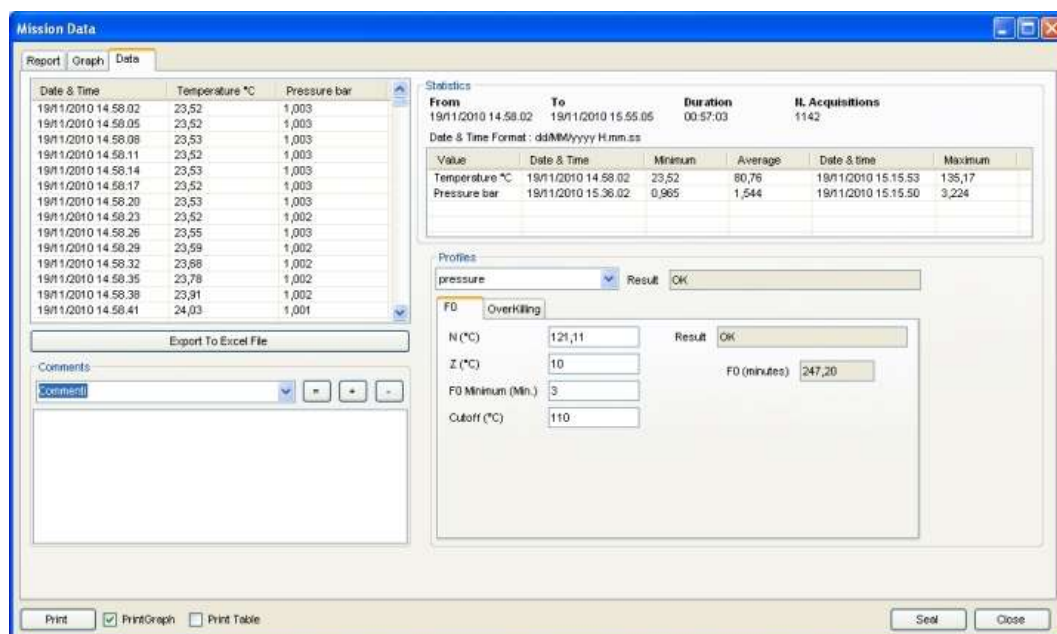 Mission Data
Report Graph Data
Date & Time Temperature °C Pressure bar
19/11/2010 14.58.02 23,52 1,003
19/11/2010 14.58.05 23,52 1,003
19/11/2010 14.58.08 23,53 1,003
19/11/2010 14.58.11 23,52 1,003
19/11/2010 14.58.14 23,53 1,003
19/11/2010 14.58.17 23,52 1,003
19/11/2010 14.58.20 23,53 1,003
19/11/2010 14.58.23 23,52 1,002
19/11/2010 14.58.26 23,55 1,003
19/11/2010 14.58.29 23,59 1,002
19/11/2010 14.58.32 23,68 1,002
19/11/2010 14.58.35 23,78 1,002
19/11/2010 14.58.38 23,91 1,002
19/11/2010 14.58.41 24,03 1,001
Export To Excel File
Comments
Commenti = + -
Statistics
From To Duration N. Acquisitions
19/11/2010 14.58.02 19/11/2010 15.55.05 00:57:03 1142
Date & Time Format : dd/MM/yyyy H.mm.ss
Value Date & Time Minimum Average Date & time Maximum
Temperature °C 19/11/2010 14.58.02 23,52 80,76 19/11/2010 15.15.53 135,17
Pressure bar 19/11/2010 15.36.02 0,965 1,544 19/11/2010 15.15.50 3,224
Profiles
pressure Result OK
F0 OverKilling
N (°C) 121,11 Result OK
Z (°C) 10 F0 (minutes) 247,20
F0 Minimum (Min.) 3
Cutoff (°C) 110
Print PrintGraph Print Table Seal Close